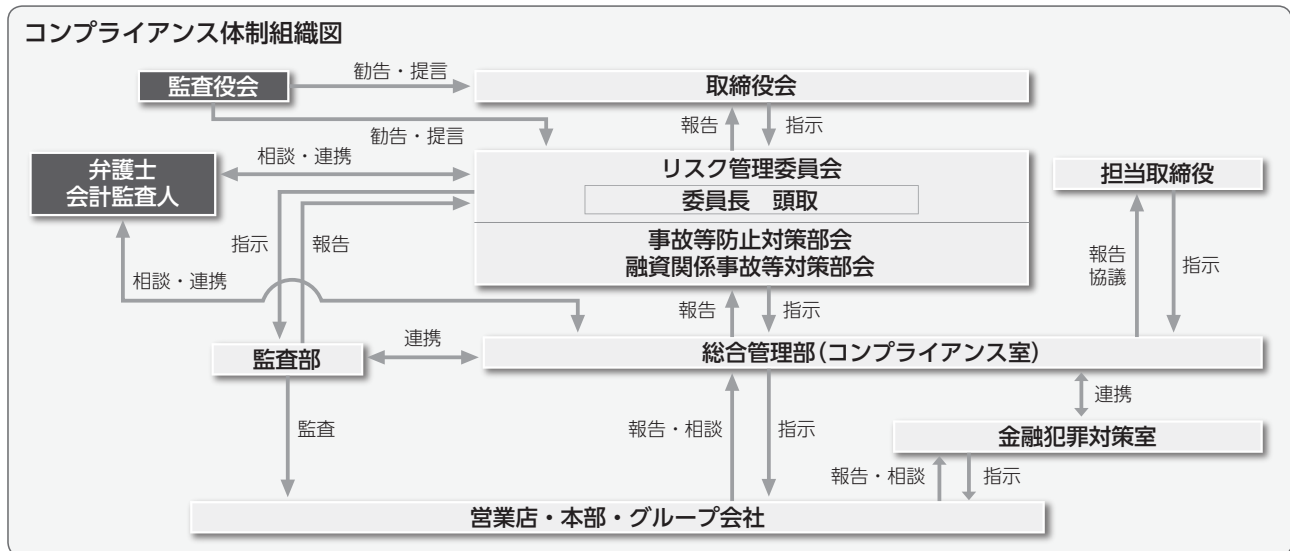 コンプライアンス体制組織図
監査役会
勧告・提言
取締役会
勧告・提言
報告
指示
弁護士
会計監査人
相談・連携
リスク管理委員会
委員長　頭取
担当取締役
指示
報告
事故等防止対策部会
融資関係事故等対策部会
報告
協議
指示
相談・連携
報告
指示
監査部
連携
総合管理部(コンプライアンス室)
監査
報告・相談
指示
連携
金融犯罪対策室
報告・相談
指示
営業店・本部・グループ会社